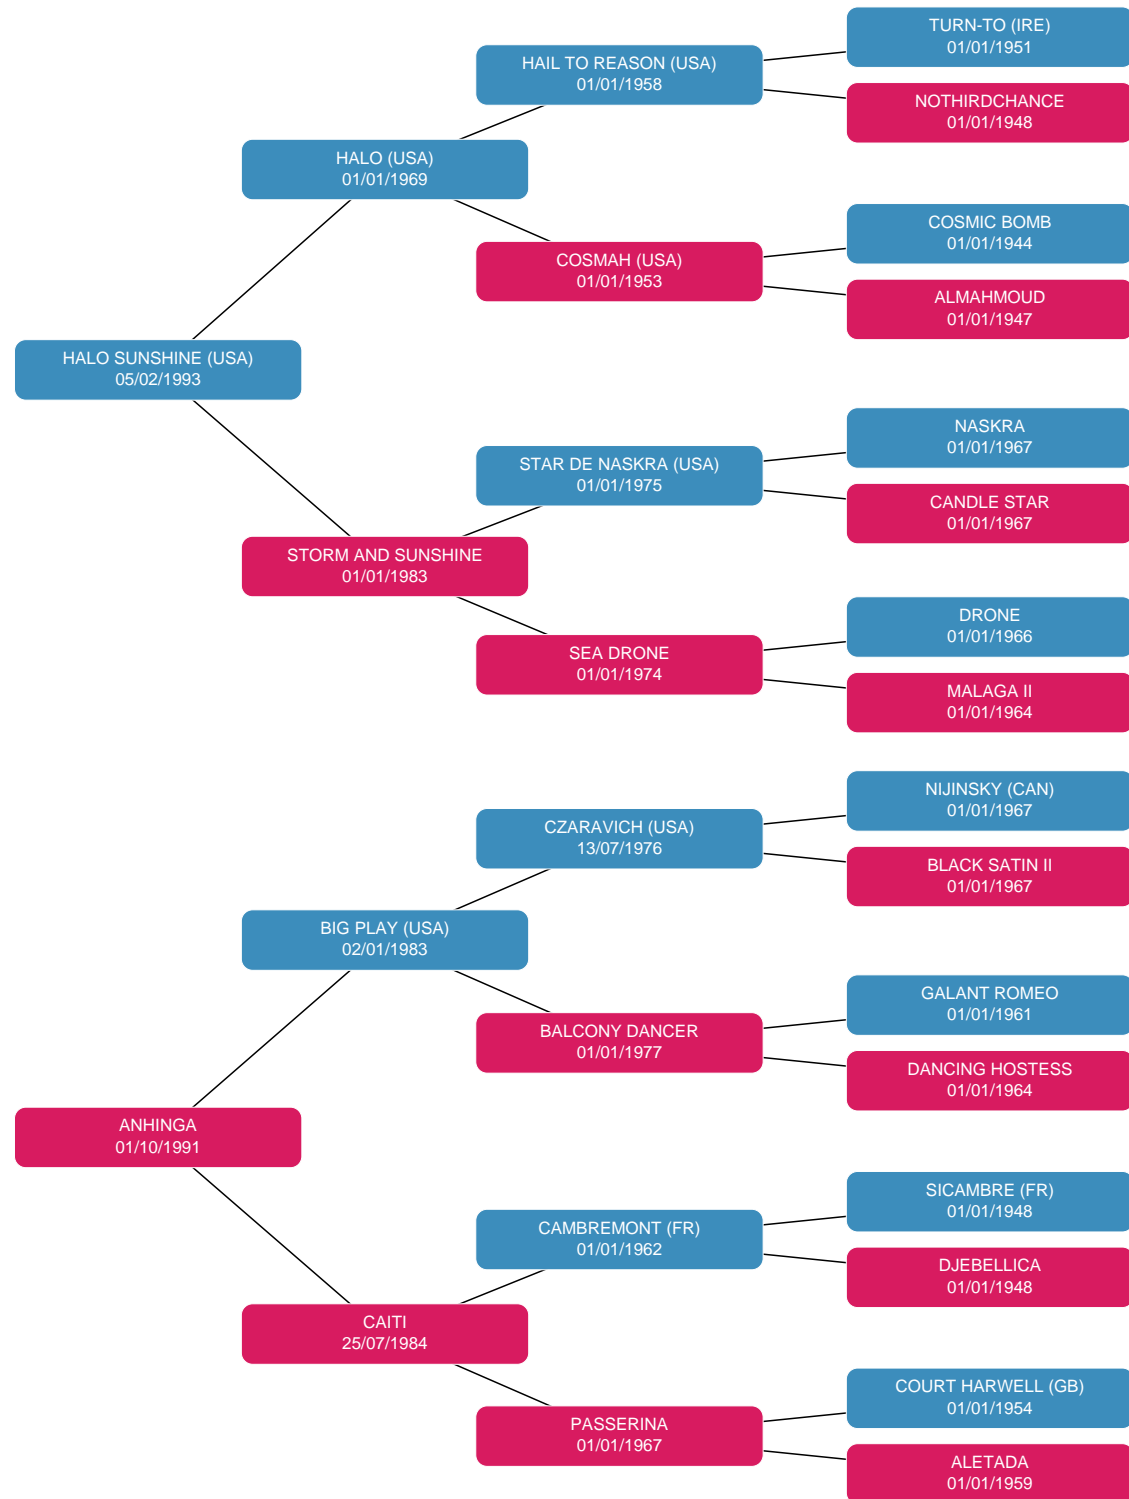 TURN-TO (IRE)
01/01/1951
HAIL TO REASON (USA)
01/01/1958
NOTHIRDCHANCE
01/01/1948
HALO (USA)
01/01/1969
COSMIC BOMB
01/01/1944
COSMAH (USA)
01/01/1953
ALMAHMOUD
01/01/1947
HALO SUNSHINE (USA)
05/02/1993
NASKRA
01/01/1967
STAR DE NASKRA (USA)
01/01/1975
CANDLE STAR
01/01/1967
STORM AND SUNSHINE
01/01/1983
DRONE
01/01/1966
SEA DRONE
01/01/1974
MALAGA II
01/01/1964
NIJINSKY (CAN)
01/01/1967
CZARAVICH (USA)
13/07/1976
BLACK SATIN II
01/01/1967
BIG PLAY (USA)
02/01/1983
GALANT ROMEO
01/01/1961
BALCONY DANCER
01/01/1977
DANCING HOSTESS
01/01/1964
ANHINGA
01/10/1991
SICAMBRE (FR)
01/01/1948
CAMBREMONT (FR)
01/01/1962
DJEBELLICA
01/01/1948
CAITI
25/07/1984
COURT HARWELL (GB)
01/01/1954
PASSERINA
01/01/1967
ALETADA
01/01/1959